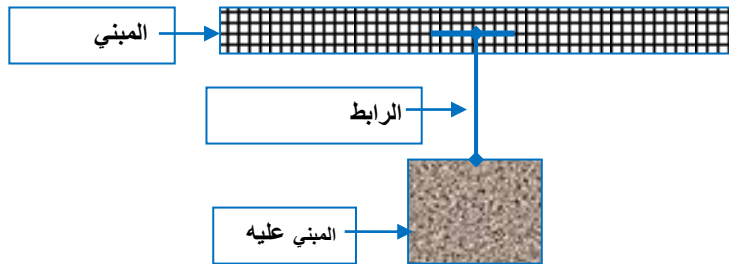 المبني
الرابط
المبني عليه